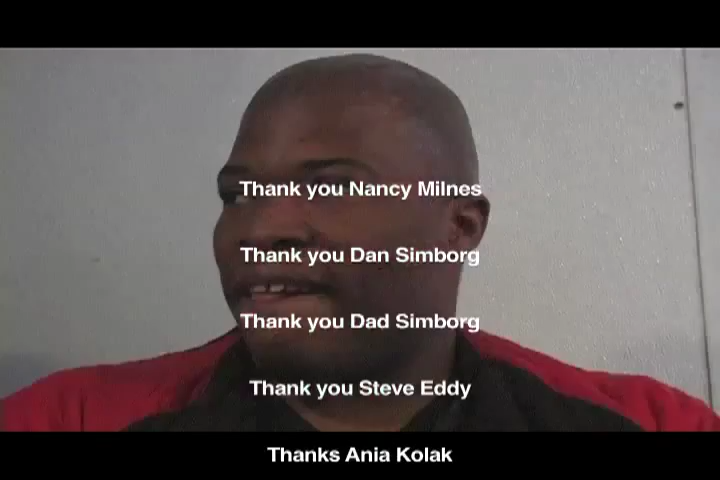 Thank you Nancy Milnes
Thank you Dan Simborg
Thank you Dad Simborg
Thank you Steve Eddy
Thanks Ania Kolak